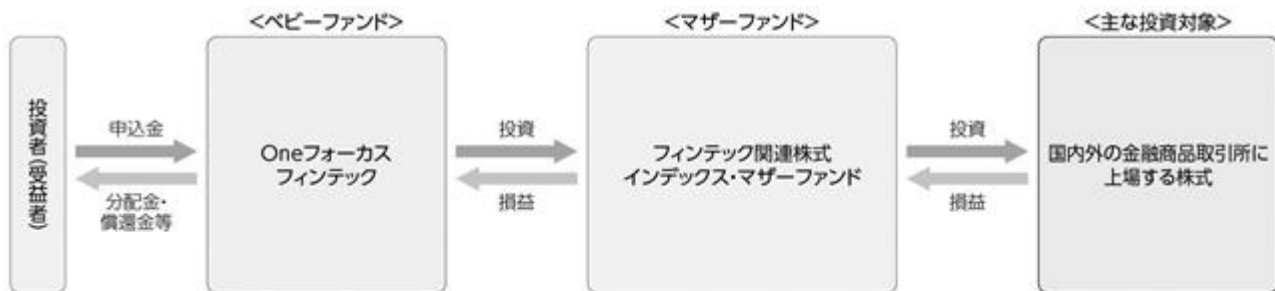 <ベビーファンド>
<マザーファンド>
<主な投資対象>
投資者(受益者)
申込金
分配金・
償還金等
Oneフォーカス
フィンテック
投資
損益
フィンテック関連株式
インデックス・マザーファンド
投資
損益
国内外の金融商品取引所に
上場する株式